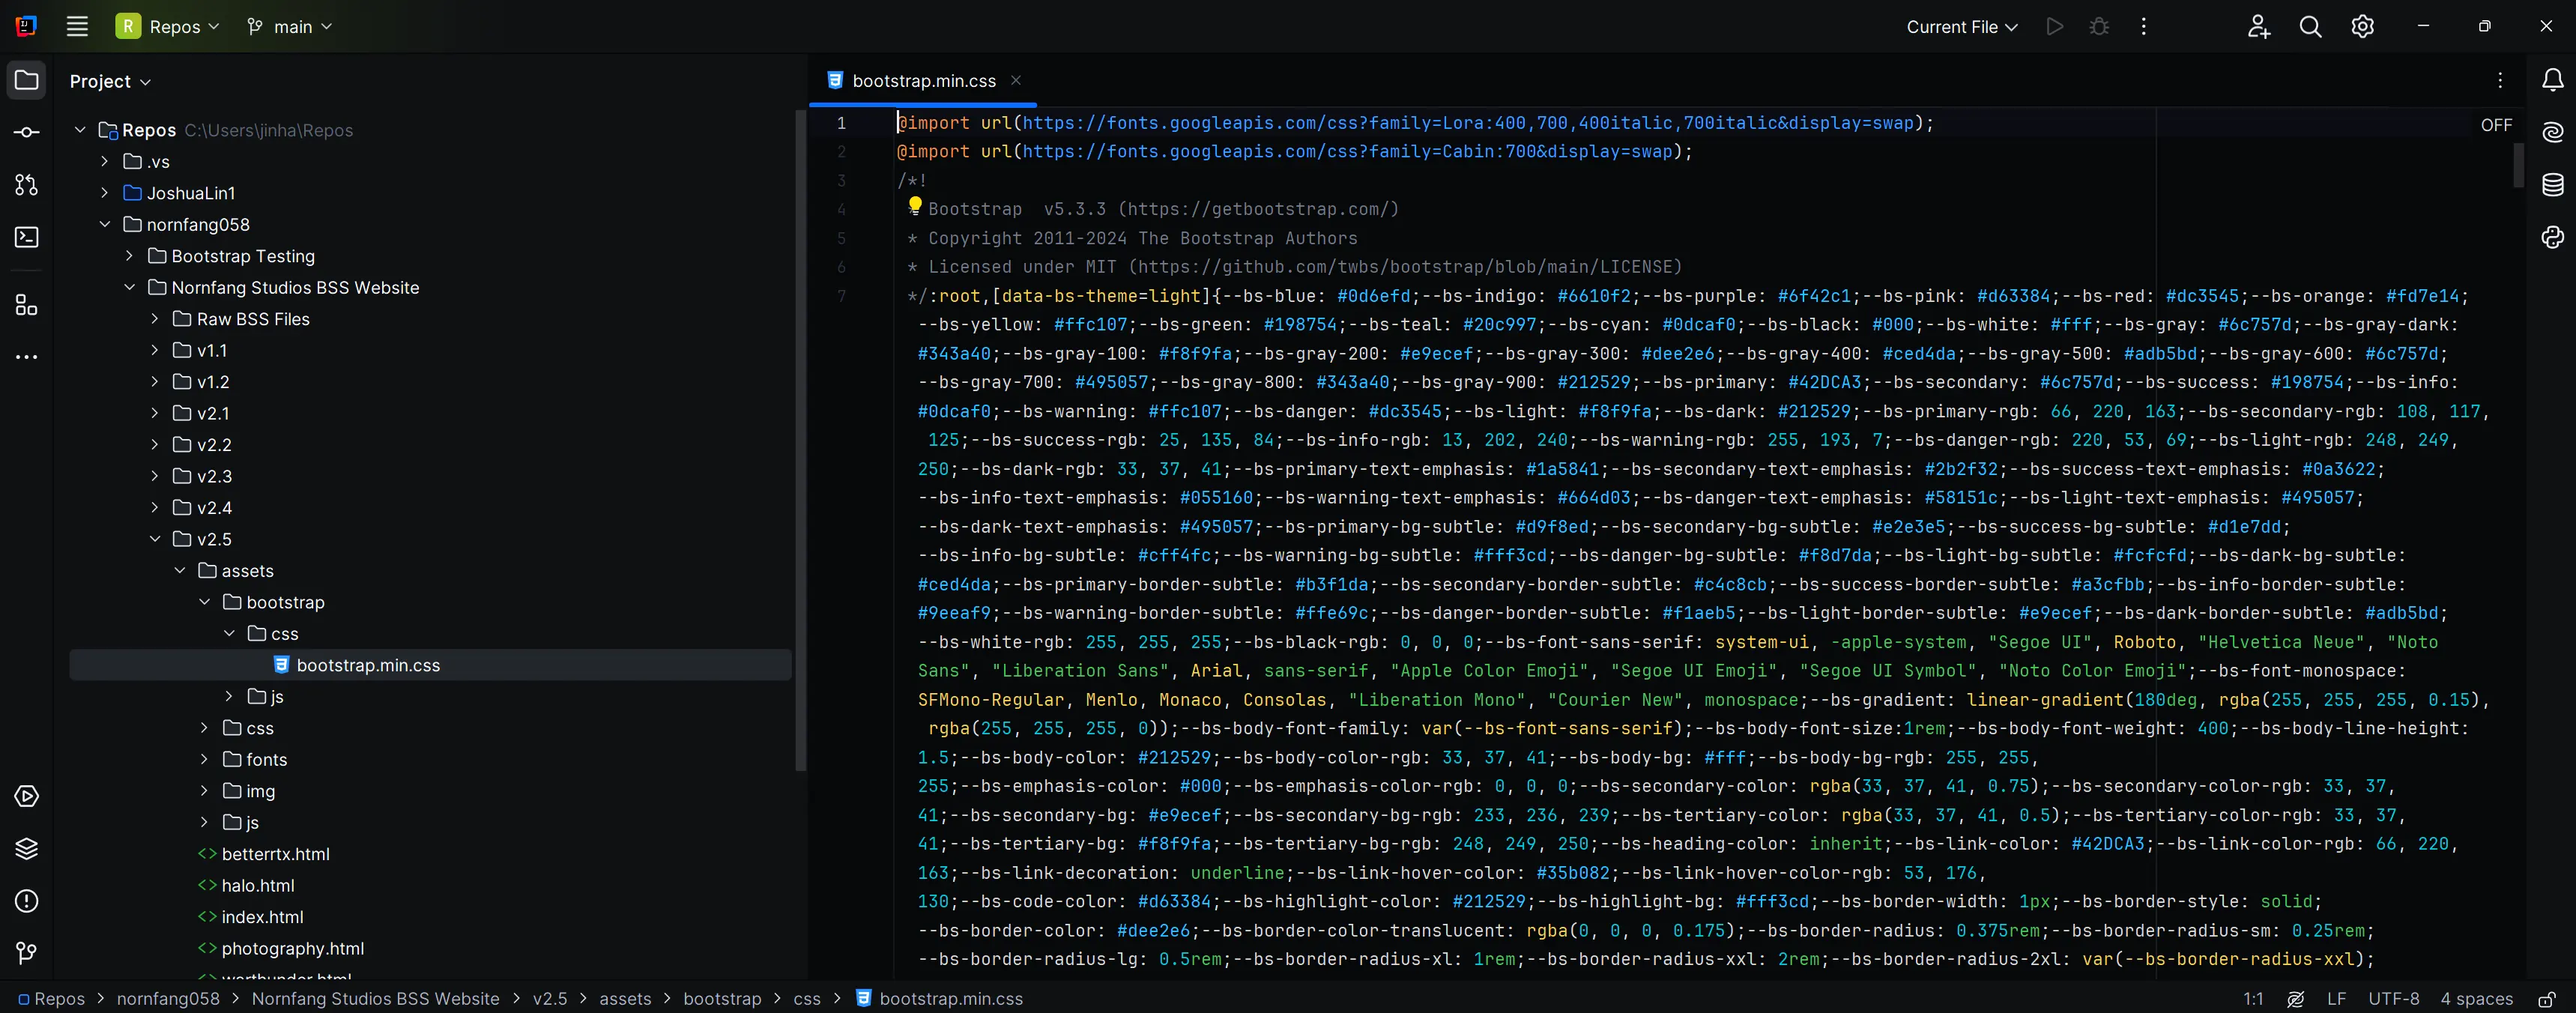 R Repos main
Current File
Project
Repos C:\Users\jinha\Repos
.vs
JoshuaLin1
nornfang058
Bootstrap Testing
Nornfang Studios BSS Website
Raw BSS Files
v1.1
v1.2
v2.1
v2.2
v2.3
v2.4
v2.5
assets
bootstrap
css
bootstrap.min.css
js
css
fonts
img
js
betterrtx.html
halo.html
index.html
photography.html
bootstrap.min.css
OFF
1 @import url(https://fonts.googleapis.com/css?family=Lora:400,700,400italic,700italic&display=swap);
2 @import url(https://fonts.googleapis.com/css?family=Cabin:700&display=swap);
3 /*!
4 Bootstrap  v5.3.3 (https://getbootstrap.com/)
5 * Copyright 2011-2024 The Bootstrap Authors
6 * Licensed under MIT (https://github.com/twbs/bootstrap/blob/main/LICENSE)
7 */:root,[data-bs-theme=light]{--bs-blue: #0d6efd;--bs-indigo: #6610f2;--bs-purple: #6f42c1;--bs-pink: #d63384;--bs-red: #dc3545;--bs-orange: #fd7e14;
--bs-yellow: #ffc107;--bs-green: #198754;--bs-teal: #20c997;--bs-cyan: #0dcaf0;--bs-black: #000;--bs-white: #fff;--bs-gray: #6c757d;--bs-gray-dark:
#343a40;--bs-gray-100: #f8f9fa;--bs-gray-200: #e9ecef;--bs-gray-300: #dee2e6;--bs-gray-400: #ced4da;--bs-gray-500: #adb5bd;--bs-gray-600: #6c757d;
--bs-gray-700: #495057;--bs-gray-800: #343a40;--bs-gray-900: #212529;--bs-primary: #42DCA3;--bs-secondary: #6c757d;--bs-success: #198754;--bs-info:
#0dcaf0;--bs-warning: #ffc107;--bs-danger: #dc3545;--bs-light: #f8f9fa;--bs-dark: #212529;--bs-primary-rgb: 66, 220, 163;--bs-secondary-rgb: 108, 117,
125;--bs-success-rgb: 25, 135, 84;--bs-info-rgb: 13, 202, 240;--bs-warning-rgb: 255, 193, 7;--bs-danger-rgb: 220, 53, 69;--bs-light-rgb: 248, 249,
250;--bs-dark-rgb: 33, 37, 41;--bs-primary-text-emphasis: #1a5841;--bs-secondary-text-emphasis: #2b2f32;--bs-success-text-emphasis: #0a3622;
--bs-info-text-emphasis: #055160;--bs-warning-text-emphasis: #664d03;--bs-danger-text-emphasis: #58151c;--bs-light-text-emphasis: #495057;
--bs-dark-text-emphasis: #495057;--bs-primary-bg-subtle: #d9f8ed;--bs-secondary-bg-subtle: #e2e3e5;--bs-success-bg-subtle: #d1e7dd;
--bs-info-bg-subtle: #cff4fc;--bs-warning-bg-subtle: #fff3cd;--bs-danger-bg-subtle: #f8d7da;--bs-light-bg-subtle: #fcfcfd;--bs-dark-bg-subtle:
#ced4da;--bs-primary-border-subtle: #b3f1da;--bs-secondary-border-subtle: #c4c8cb;--bs-success-border-subtle: #a3cfbb;--bs-info-border-subtle:
#9eeaf9;--bs-warning-border-subtle: #ffe69c;--bs-danger-border-subtle: #f1aeb5;--bs-light-border-subtle: #e9ecef;--bs-dark-border-subtle: #adb5bd;
--bs-white-rgb: 255, 255, 255;--bs-black-rgb: 0, 0, 0;--bs-font-sans-serif: system-ui, -apple-system, "Segoe UI", Roboto, "Helvetica Neue", "Noto
Sans", "Liberation Sans", Arial, sans-serif, "Apple Color Emoji", "Segoe UI Emoji", "Segoe UI Symbol", "Noto Color Emoji";--bs-font-monospace:
SFMono-Regular, Menlo, Monaco, Consolas, "Liberation Mono", "Courier New", monospace;--bs-gradient: linear-gradient(180deg, rgba(255, 255, 255, 0.15),
rgba(255, 255, 255, 0));--bs-body-font-family: var(--bs-font-sans-serif);--bs-body-font-size:1rem;--bs-body-font-weight: 400;--bs-body-line-height:
1.5;--bs-body-color: #212529;--bs-body-color-rgb: 33, 37, 41;--bs-body-bg: #fff;--bs-body-bg-rgb: 255, 255,
255;--bs-emphasis-color: #000;--bs-emphasis-color-rgb: 0, 0, 0;--bs-secondary-color: rgba(33, 37, 41, 0.75);--bs-secondary-color-rgb: 33, 37,
41;--bs-secondary-bg: #e9ecef;--bs-secondary-bg-rgb: 233, 236, 239;--bs-tertiary-color: rgba(33, 37, 41, 0.5);--bs-tertiary-color-rgb: 33, 37,
41;--bs-tertiary-bg: #f8f9fa;--bs-tertiary-bg-rgb: 248, 249, 250;--bs-heading-color: inherit;--bs-link-color: #42DCA3;--bs-link-color-rgb: 66, 220,
163;--bs-link-decoration: underline;--bs-link-hover-color: #35b082;--bs-link-hover-color-rgb: 53, 176,
130;--bs-code-color: #d63384;--bs-highlight-color: #212529;--bs-highlight-bg: #fff3cd;--bs-border-width: 1px;--bs-border-style: solid;
--bs-border-color: #dee2e6;--bs-border-color-translucent: rgba(0, 0, 0, 0.175);--bs-border-radius: 0.375rem;--bs-border-radius-sm: 0.25rem;
--bs-border-radius-lg: 0.5rem;--bs-border-radius-xl: 1rem;--bs-border-radius-xxl: 2rem;--bs-border-radius-2xl: var(--bs-border-radius-xxl);
Repos > nornfang058 > Nornfang Studios BSS Website > v2.5 > assets > bootstrap > css > bootstrap.min.css
1:1 LF UTF-8 4 spaces